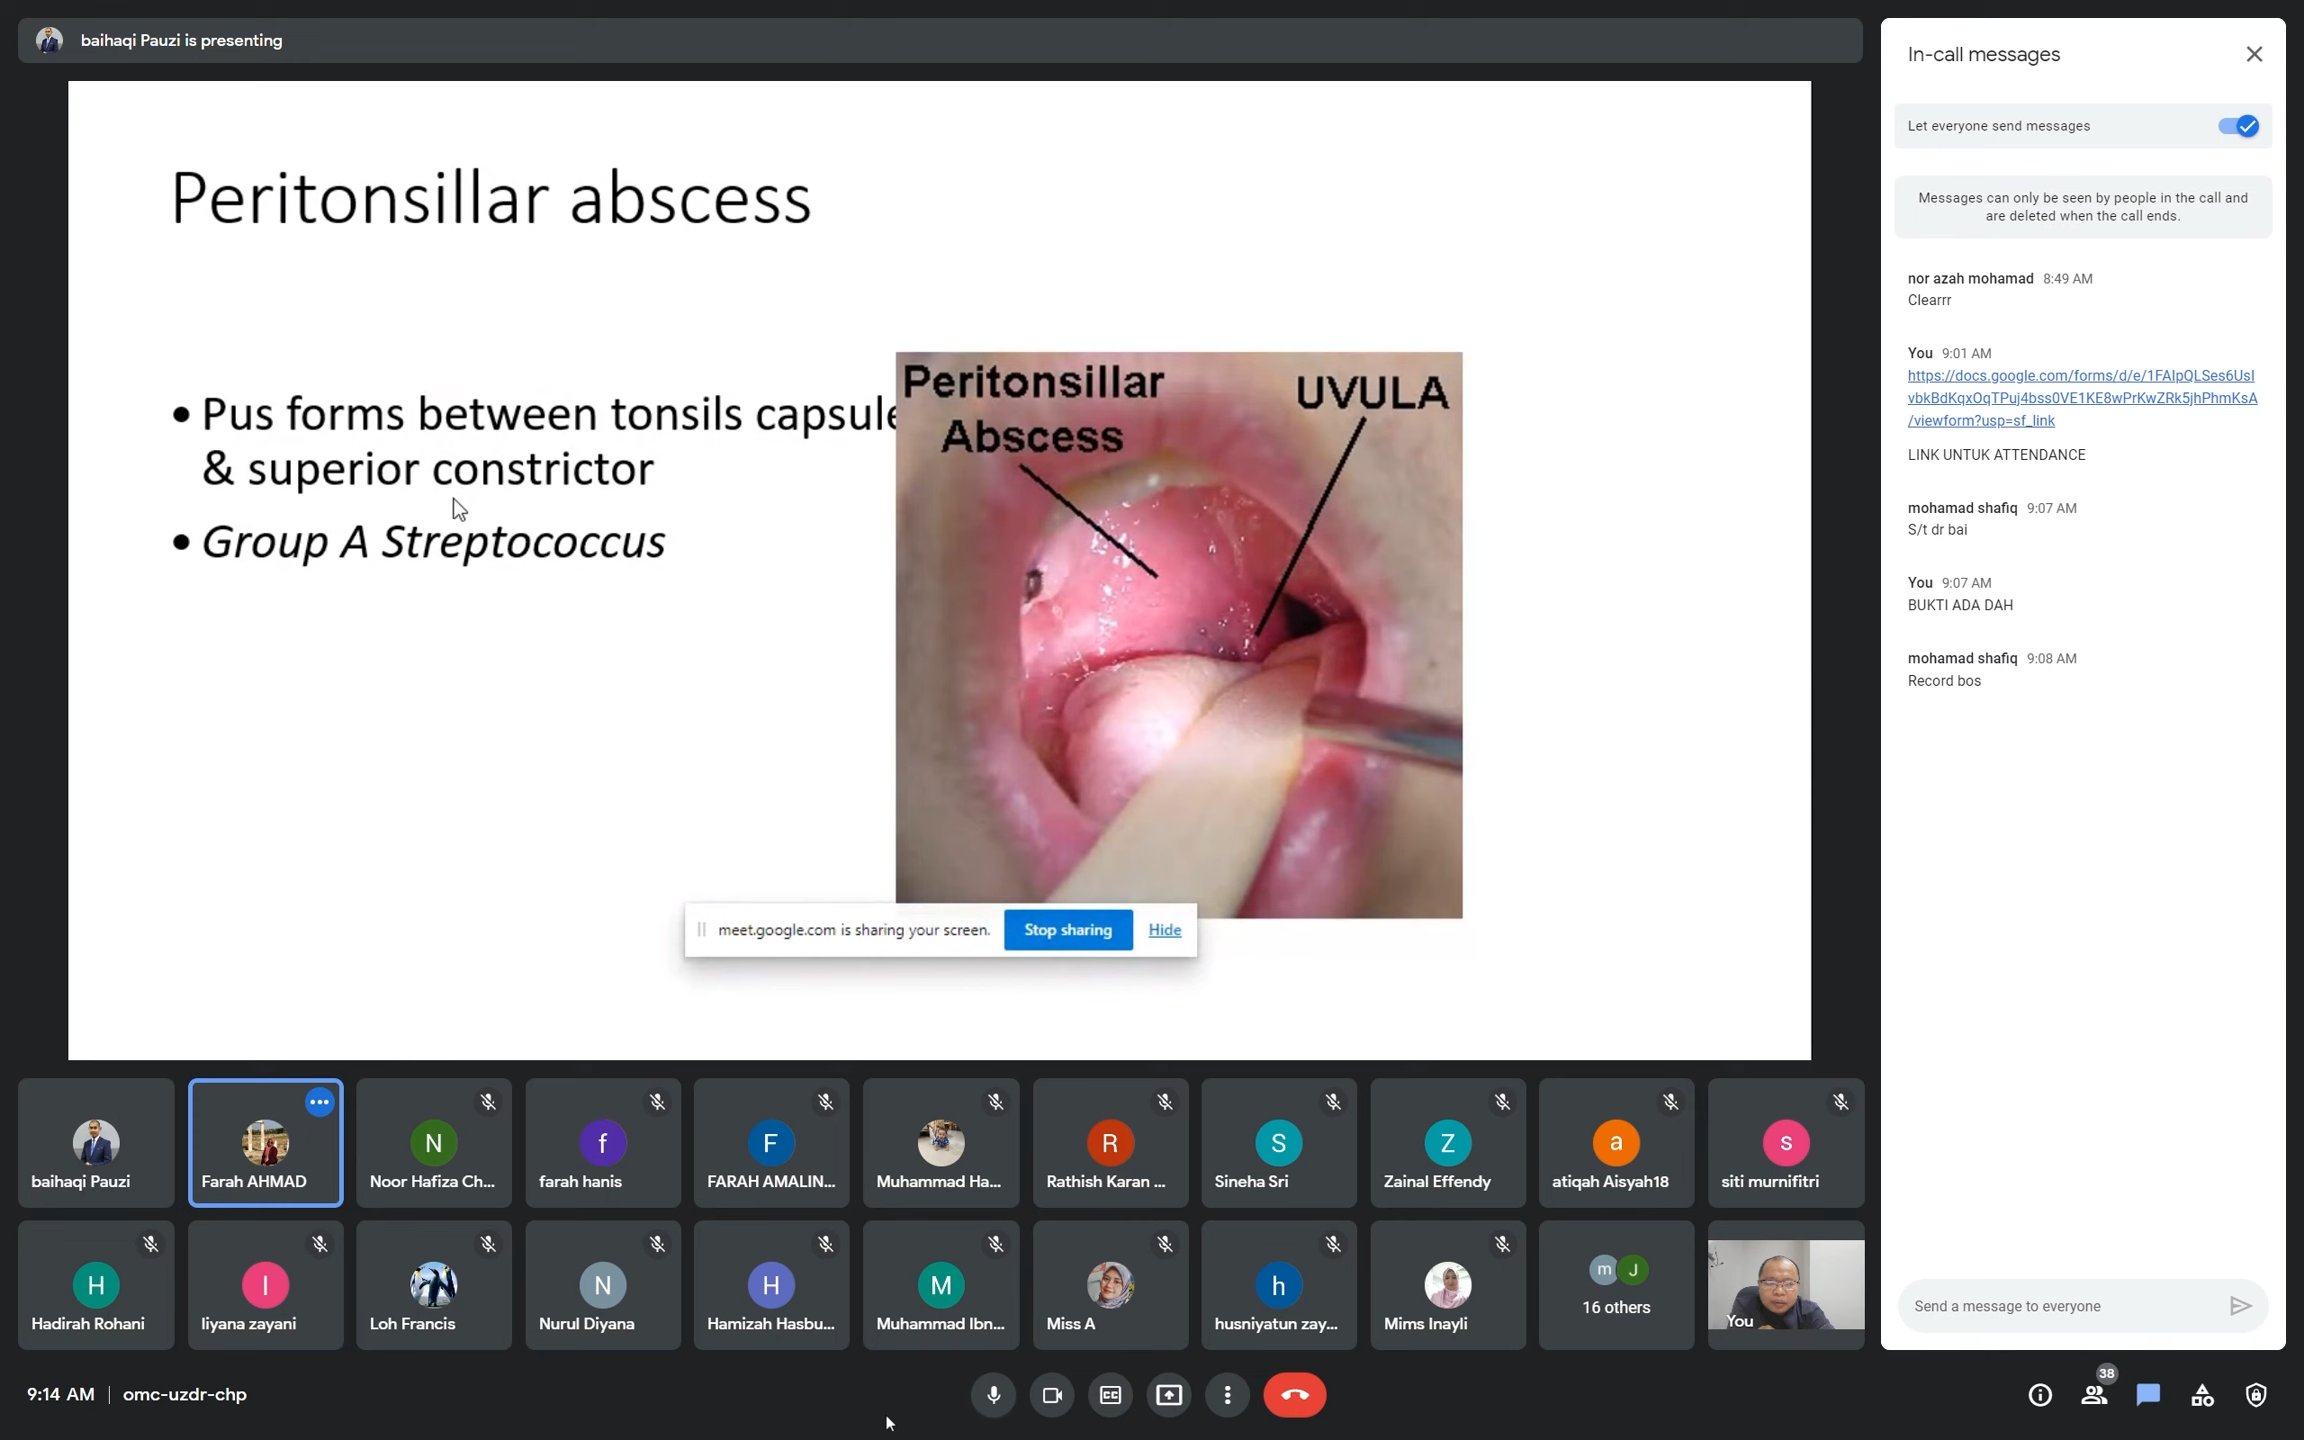 baihaqi Pauzi is presenting
Peritonsillar abscess
• Pus forms between tonsils capsule
& superior constrictor
• Group A Streptococcus
Peritonsillar
Abscess
UVULA
meet.google.com is sharing your screen.
Stop sharing
Hide
baihaqi Pauzi
Farah AHMAD
N
Noor Hafiza Ch...
f
farah hanis
F
FARAH AMALIN...
Muhammad Ha...
R
Rathish Karan ...
S
Sineha Sri
Z
Zainal Effendy
a
atiqah Aisyah18
s
siti murnifitri
H
Hadirah Rohani
l
liyana zayani
Loh Francis
N
Nurul Diyana
H
Hamizah Hasbu...
M
Muhammad Ibn...
Miss A
h
husniyatun zay...
Mims Inayli
m J
16 others
You
9:14 AM | omc-uzdr-chp
CC
38
In-call messages
Let everyone send messages
Messages can only be seen by people in the call and
are deleted when the call ends.
nor azah mohamad 8:49 AM
Clearrr
You 9:01 AM
https://docs.google.com/forms/d/e/1FAIpQLSes6UsI
vbkBdKqxOqTPuj4bss0VE1KE8wPrKwZRk5jhPhmKsA
/viewform?usp=sf_link
LINK UNTUK ATTENDANCE
mohamad shafiq 9:07 AM
S/t dr bai
You 9:07 AM
BUKTI ADA DAH
mohamad shafiq 9:08 AM
Record bos
Send a message to everyone